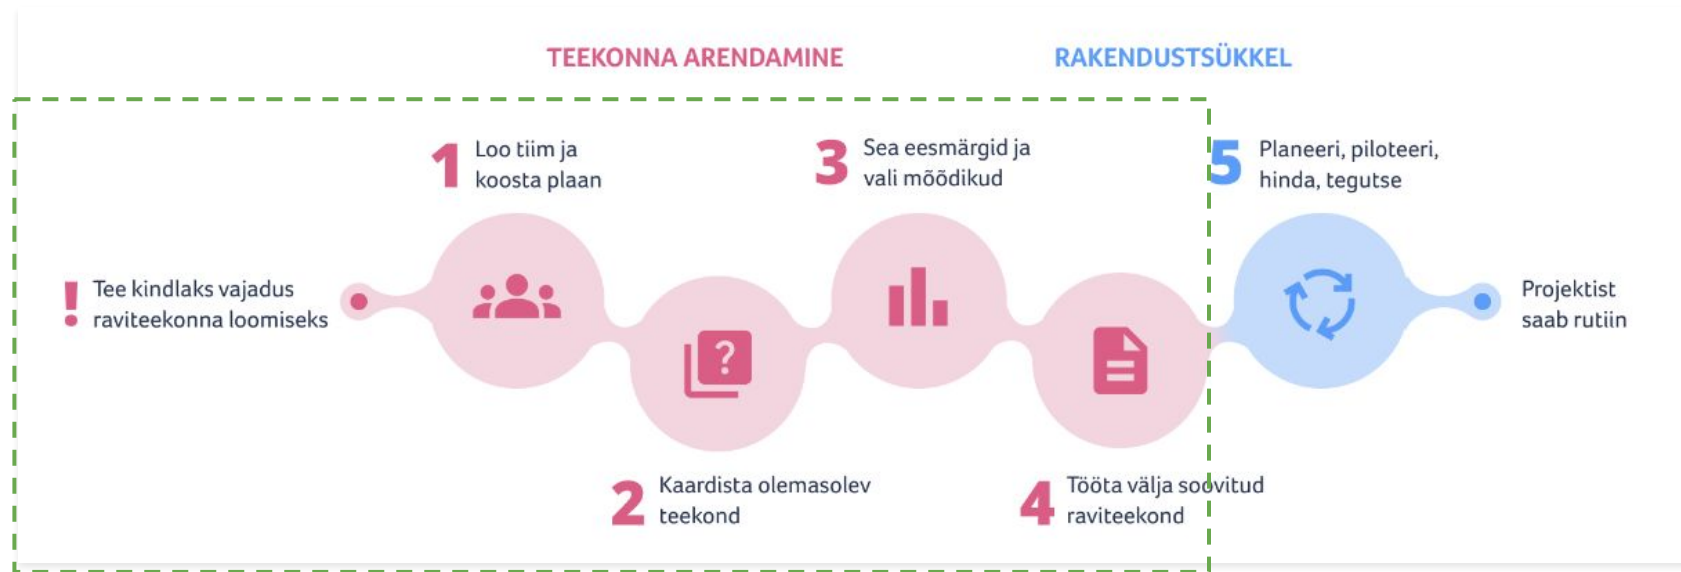 TEEKONNA ARENDAMINE
RAKENDUSTSÜKKEL
! Tee kindlaks vajadus
raviteekonna loomiseks
1 Loo tiim ja
koosta plaan
2 Kaardista olemasolev
teekond
3 Sea eesmärgid ja
vali mõõdikud
4 Tööta välja soovitud
raviteekond
5 Planeeri, piloteeri,
hinda, tegutse
Projektist
saab rutiin
?